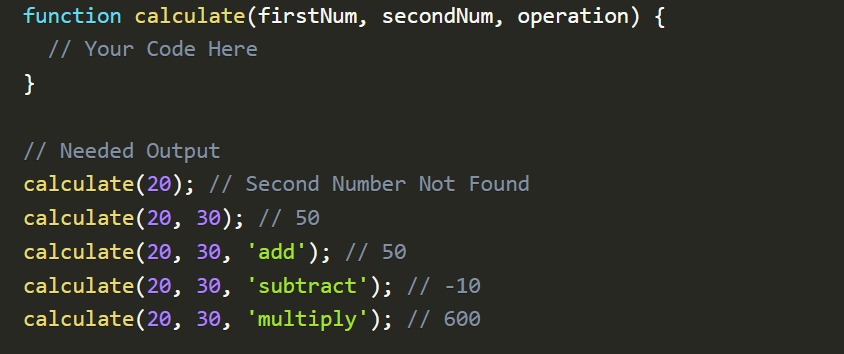 function calculate(firstNum, secondNum, operation) {
  // Your Code Here
}
// Needed Output
calculate(20); // Second Number Not Found
calculate(20, 30); // 50
calculate(20, 30, 'add'); // 50
calculate(20, 30, 'subtract'); // -10
calculate(20, 30, 'multiply'); // 600